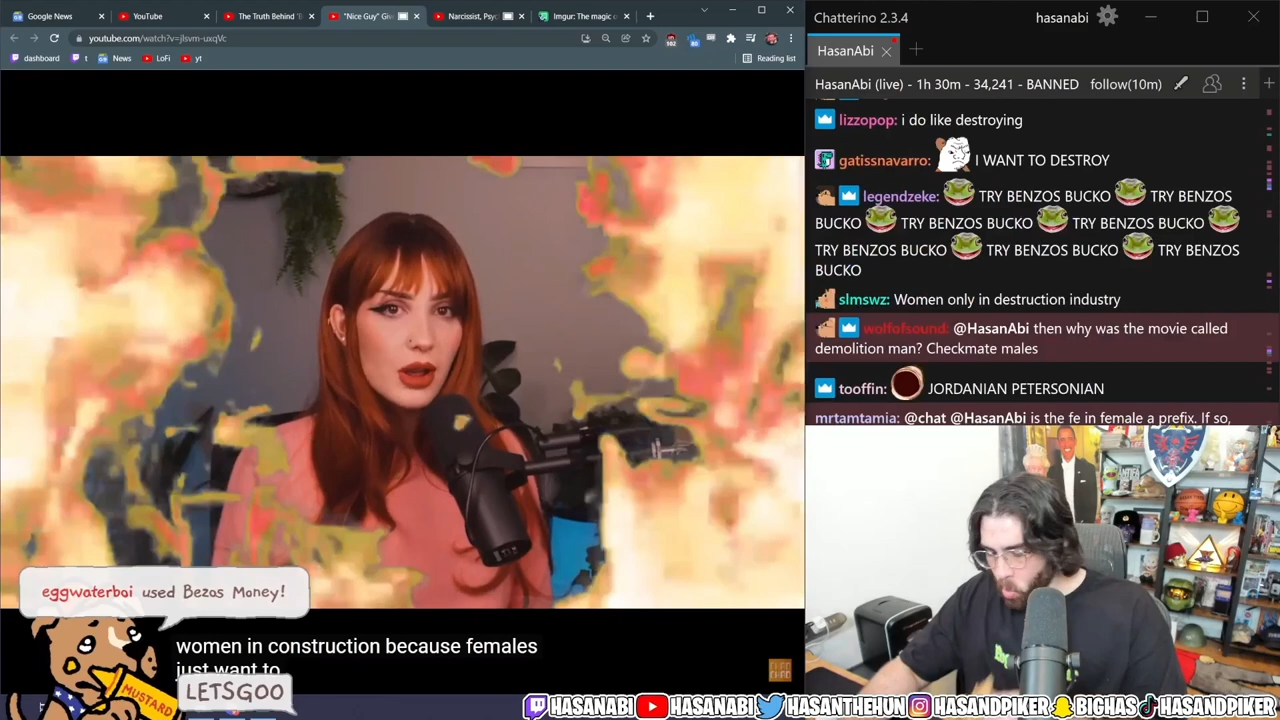 Google News
YouTube
The Truth Behind 'B
"Nice Guy" Giv
Narcissist, Psyc
Imgur: The magic o
youtube.com/watch?v=jlsvm-uxqVc
dashboard
t
News
LoFi
yt
Reading list
Chatterino 2.3.4
hasanabi
HasanAbi
HasanAbi (live) - 1h 30m - 34,241 - BANNED
follow(10m)
lizzopop: i do like destroying
gatissnavarro: I WANT TO DESTROY
legendzeke: TRY BENZOS BUCKO TRY BENZOS
BUCKO TRY BENZOS BUCKO TRY BENZOS BUCKO
TRY BENZOS BUCKO TRY BENZOS BUCKO TRY BENZOS
BUCKO
slmswz: Women only in destruction industry
wolfofsound: @HasanAbi then why was the movie called
demolition man? Checkmate males
tooffin: JORDANIAN PETERSONIAN
mrtamtamia: @chat @HasanAbi is the fe in female a prefix. If so,
eggwaterboi used Bezos Money!
women in construction because females
just want to
MUSTARD
LETSGOO
HASANABI
HASANABI
HASANTHEHUN
HASANDPIKER
BIGHAS
HASANDPIKER